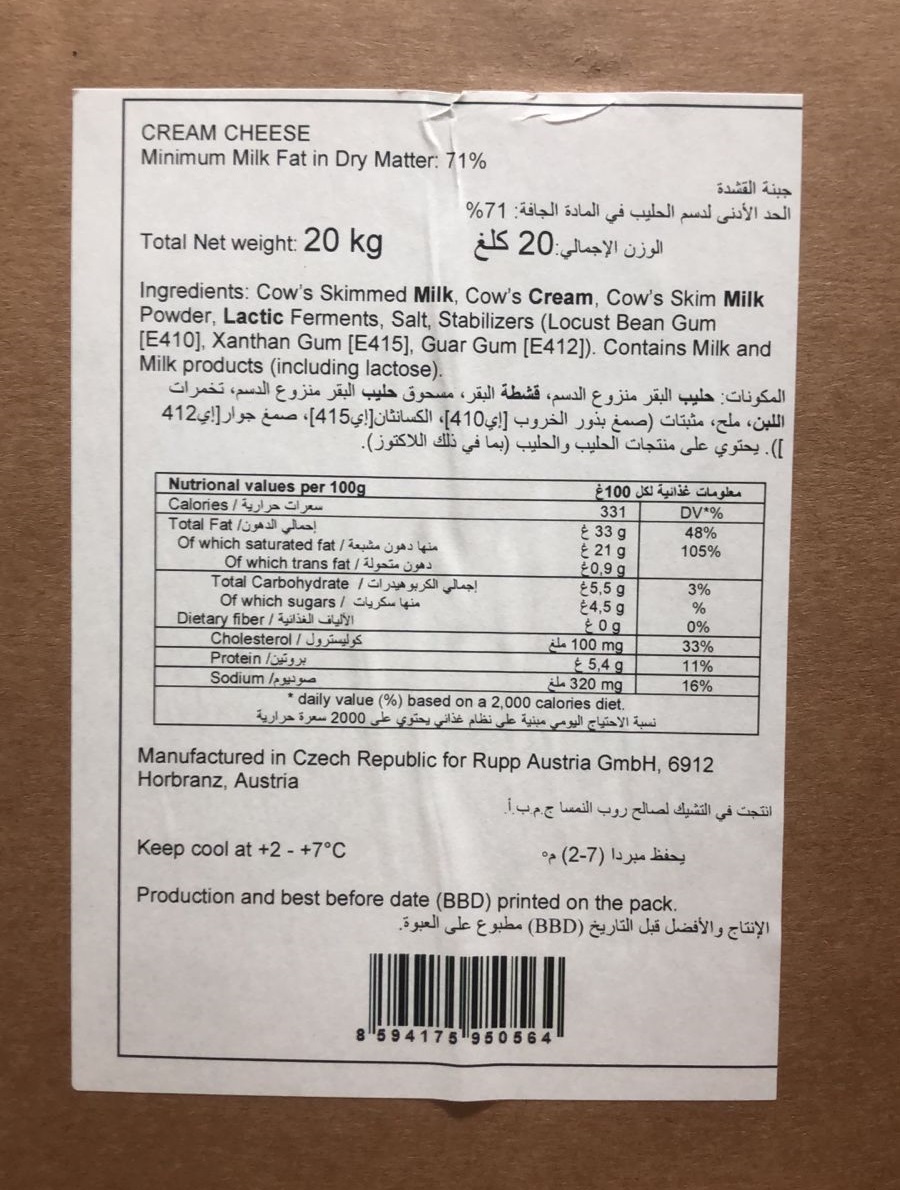 CREAM CHEESE
Minimum Milk Fat in Dry Matter: 71%
جبنة القشدة
الحد الأدنى لدسم الحليب في المادة الجافة: 71%
Total Net weight: 20 kg الوزن الإجمالي:20 كلغ
Ingredients: Cow's Skimmed Milk, Cow's Cream, Cow's Skim Milk
Powder, Lactic Ferments, Salt, Stabilizers (Locust Bean Gum
[E410], Xanthan Gum [E415], Guar Gum [E412]). Contains Milk and
Milk products (including lactose).
المكونات: حليب البقر منزوع الدسم، قشطة البقر، مسحوق حليب البقر منزوع الدسم، تخمرات
اللبن، ملح، مثبتات (صمغ بذور الخروب [إي410]، الكسانثان[إي415]، صمغ جوار[إي412
]). يحتوي على منتجات الحليب والحليب (بما في ذلك اللاكتوز).
Nutrional values per 100g معلومات غذائية لكل 100غ
Calories / سعرات حرارية 331 DV*%
Total Fat /إجمالي الدهون 33 g غ 48%
Of which saturated fat / منها دهون مشبعة 21 g غ 105%
Of which trans fat / دهون متحولة 0,9 gغ
Total Carbohydrate / إجمالي الكربوهيدرات 5,5 gغ 3%
Of which sugars / منها سكريات 4,5 gغ %
Dietary fiber / الألياف الغذائية 0 g غ 0%
Cholesterol / كوليسترول 100 mg ملغ 33%
Protein /بروتين 5,4 g غ 11%
Sodium /صوديوم 320 mg ملغ 16%
* daily value (%) based on a 2,000 calories diet.
نسبة الاحتياج اليومي مبنية على نظام غذائي يحتوي على 2000 سعرة حرارية
Manufactured in Czech Republic for Rupp Austria GmbH, 6912
Horbranz, Austria
انتجت في التشيك لصالح روب النمسا ج.م.ب.أ.
Keep cool at +2 - +7°C يحفظ مبردا (7-2) م°
Production and best before date (BBD) printed on the pack.
الإنتاج والأفضل قبل التاريخ (BBD) مطبوع على العبوة.
8 594175 950564